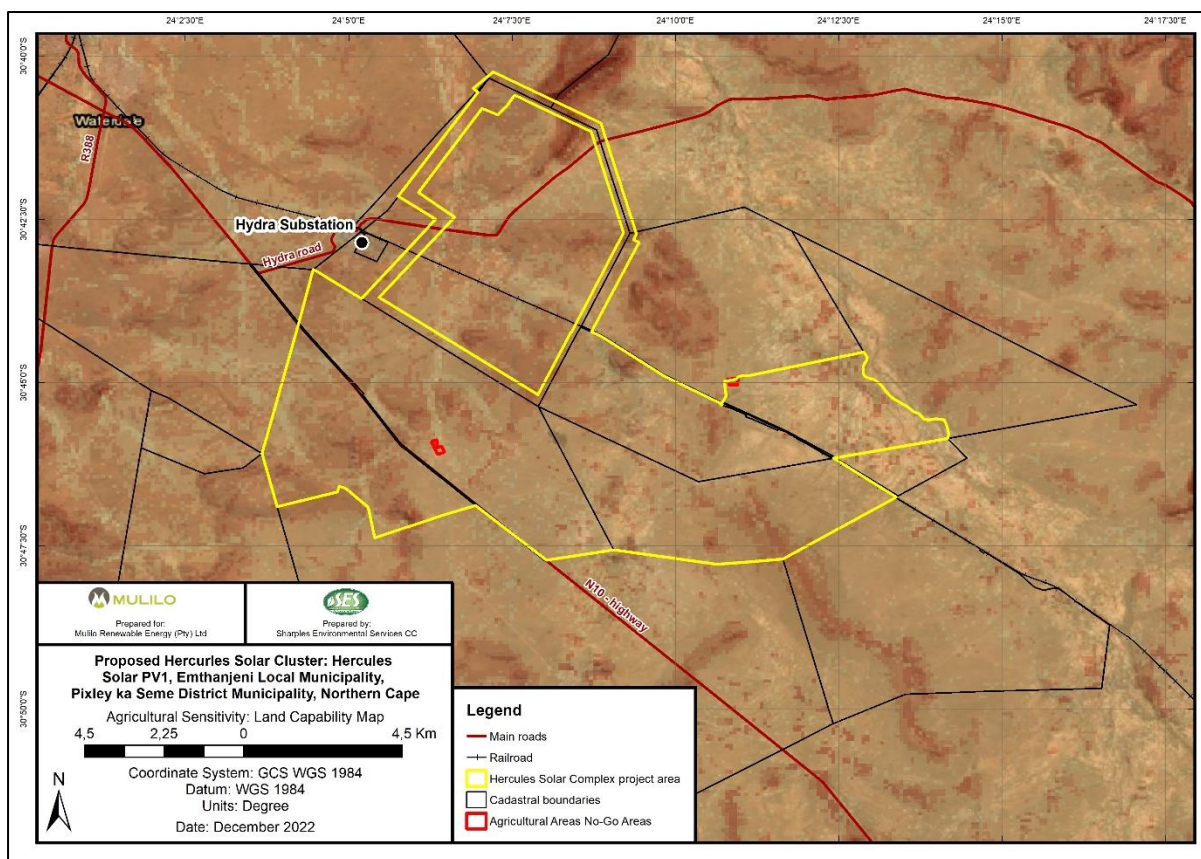 24°2'30"E 24°5'0"E 24°7'30"E 24°10'0"E 24°12'30"E 24°15'0"E 24°17'30"E
30°40'0"S
30°42'30"S
30°45'0"S
30°47'30"S
30°50'0"S
Waterdale
R388
Hydra Substation
Hydra road
N10 - highway
MULILO
Prepared for:
Mulilo Renewable Energy (Pty) Ltd
SES
Prepared by:
Sharples Environmental Services CC
Proposed Hercurles Solar Cluster: Hercules
Solar PV1, Emthanjeni Local Municipality,
Pixley ka Seme District Municipality, Northern Cape
Agricultural Sensitivity: Land Capability Map
4,5 2,25 0 4,5 Km
Coordinate System: GCS WGS 1984
Datum: WGS 1984
Units: Degree
Date: December 2022
N
Legend
Main roads
Railroad
Hercules Solar Complex project area
Cadastral boundaries
Agricultural Areas No-Go Areas